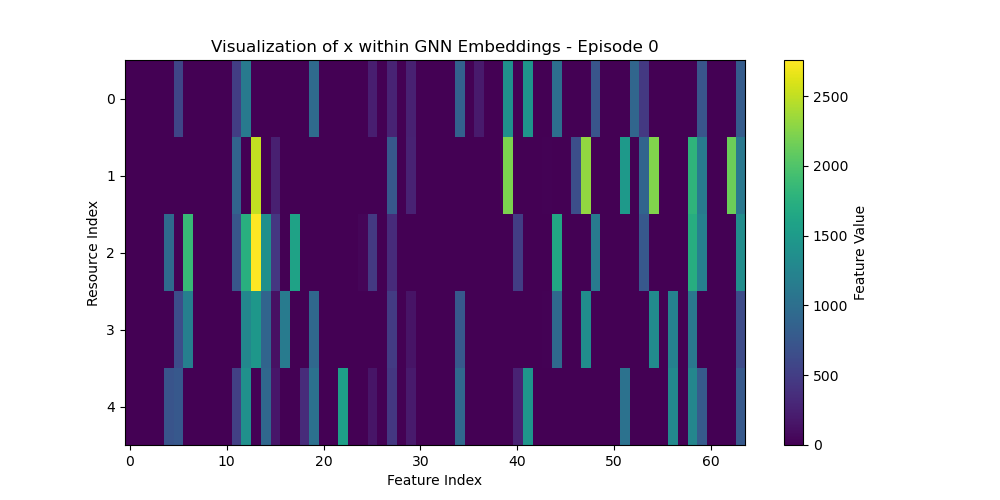 Visualization of x within GNN Embeddings - Episode 0
Resource Index
0
1
2
3
4
0 10 20 30 40 50 60
Feature Index
2500
2000
1500
1000
500
0
Feature Value